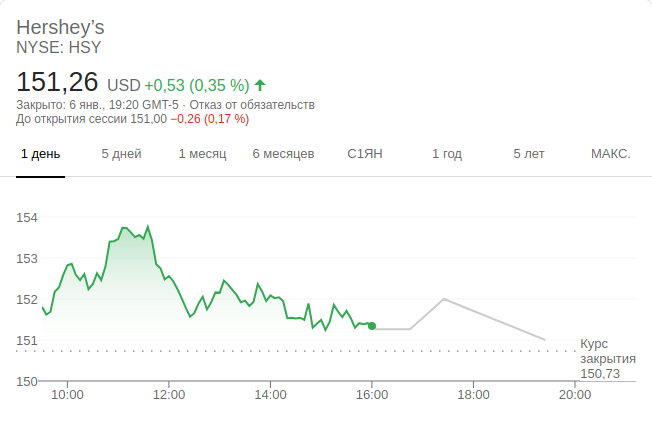 Hershey’s
NYSE: HSY
151,26 USD +0,53 (0,35 %)
Закрыто: 6 янв., 19:20 GMT-5 · Отказ от обязательств
До открытия сессии 151,00 −0,26 (0,17 %)
1 день 5 дней 1 месяц 6 месяцев С1ЯН 1 год 5 лет МАКС.
154
153
152
151
150
Курс
закрытия
150,73
10:00 12:00 14:00 16:00 18:00 20:00